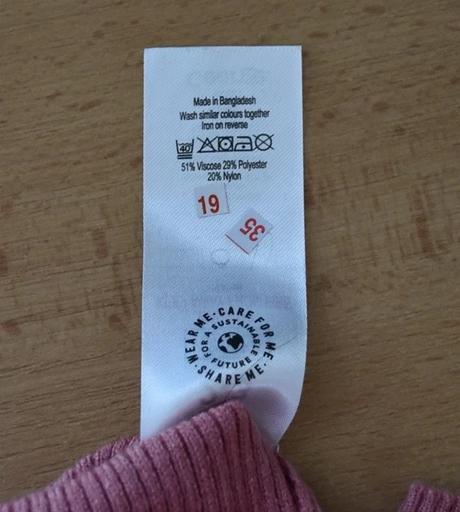 Made in Bangladesh
Wash similar colours together
Iron on reverse
40
51% Viscose 29% Polyester
20% Nylon
19
35
WEAR ME · CARE FOR ME · SHARE ME ·
FOR A SUSTAINABLE FUTURE